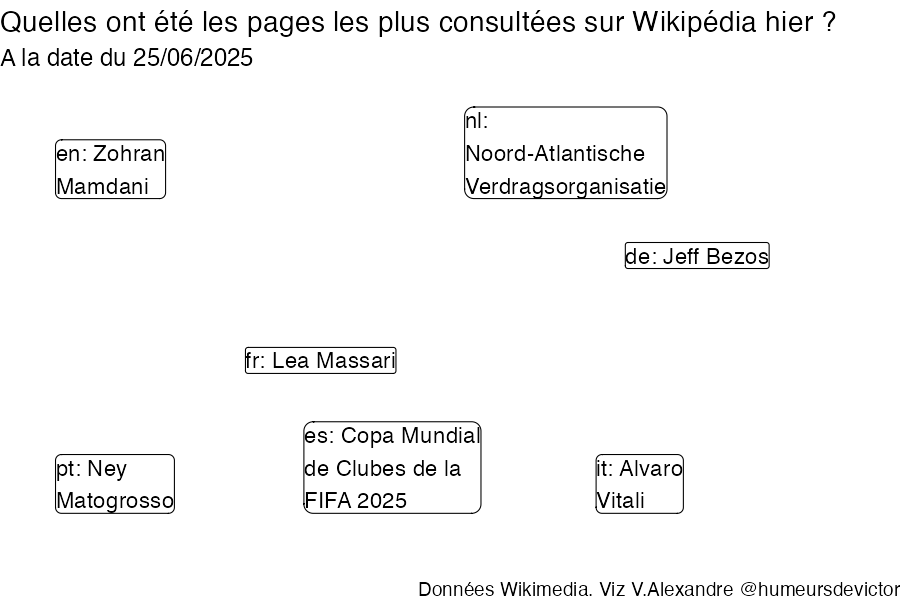 Quelles ont été les pages les plus consultées sur Wikipédia hier ?
A la date du 25/06/2025
en: Zohran
Mamdani
nl:
Noord-Atlantische
Verdragsorganisatie
de: Jeff Bezos
fr: Lea Massari
pt: Ney
Matogrosso
es: Copa Mundial
de Clubes de la
FIFA 2025
it: Alvaro
Vitali
Données Wikimedia. Viz V.Alexandre @humeursdevictor